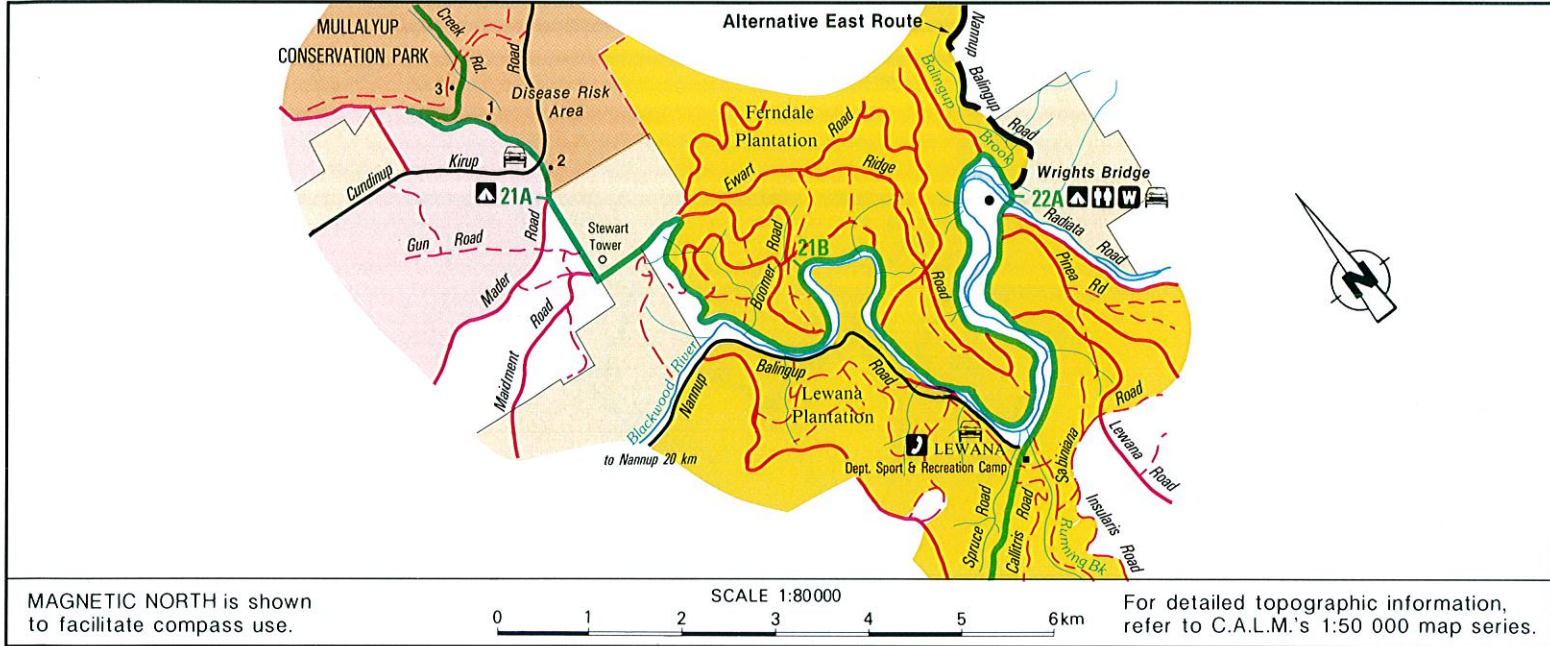 MULLALYUP
CONSERVATION PARK
Creek
Rd.
Road
3
1
Disease Risk
Area
2
Kirup
Cundinup
21A
Road
Gun Road
Mader
Stewart
Tower
Maidment
Road
Alternative East Route
Nannup
Balingup
Road
Balingup
Brook
Ferndale
Plantation
Road
Ewart
Ridge
Road
Wrights Bridge
22A
W
Radiata
Road
Pinea
Rd
Road
Boomer
21B
Blackwood River
Nannup
Balingup
Road
Lewana
Plantation
to Nannup 20 km
LEWANA
Dept. Sport & Recreation Camp
Spruce Road
Callitris Road
Sabiniana
Road
Lewana
Road
Insularis
Road
Running Bk
N
MAGNETIC NORTH is shown
to facilitate compass use.
SCALE 1:80000
0 1 2 3 4 5 6 km
For detailed topographic information,
refer to C.A.L.M.'s 1:50 000 map series.